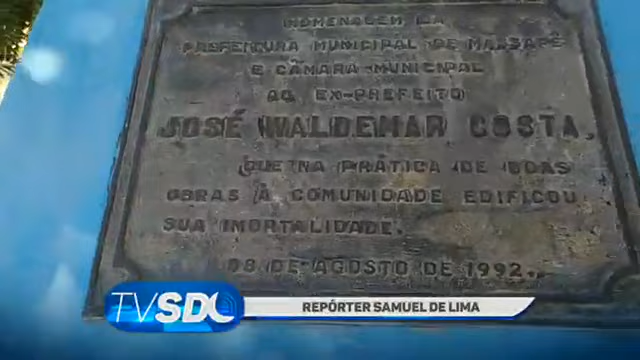 HOMENAGEM DA
PREFEITURA MUNICIPAL DE MASSAPÊ
E CÂMARA MUNICIPAL
AO EX-PREFEITO
JOSÉ WALDEMAR COSTA,
QUE NA PRÁTICA DE BOAS
OBRAS À COMUNIDADE EDIFICOU
SUA IMORTALIDADE.
08 DE AGOSTO DE 1992.
TVSDC
REPÓRTER SAMUEL DE LIMA